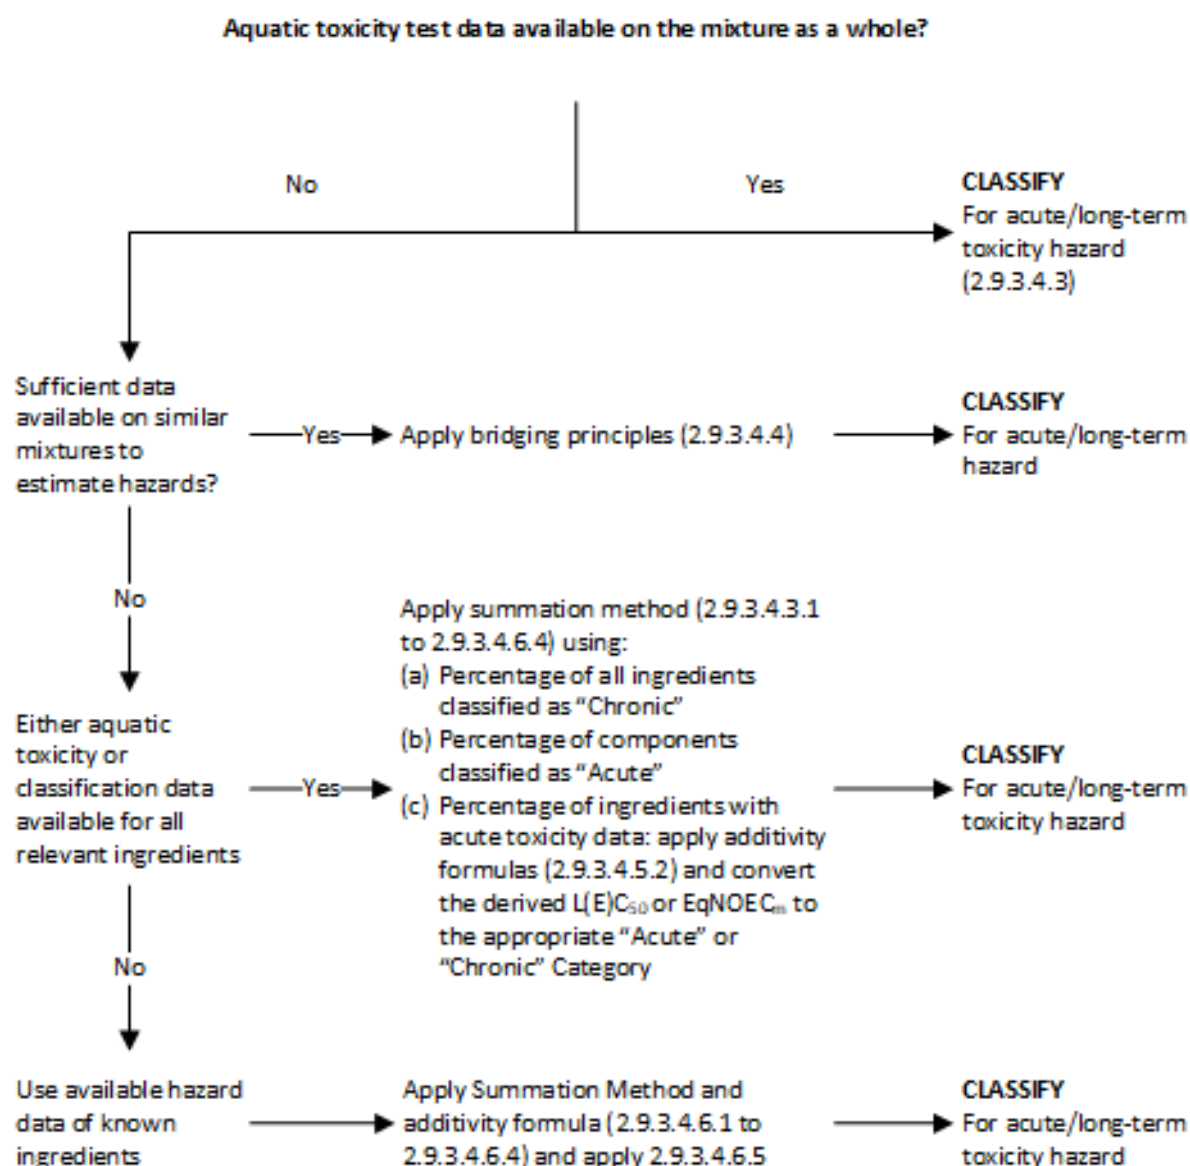 Aquatic toxicity test data available on the mixture as a whole?
No
Yes
CLASSIFY
For acute/long-term
toxicity hazard
(2.9.3.4.3)
Sufficient data
available on similar
mixtures to
estimate hazards?
Yes
Apply bridging principles (2.9.3.4.4)
CLASSIFY
For acute/long-term
hazard
No
Either aquatic
toxicity or
classification data
available for all
relevant ingredients
Yes
Apply summation method (2.9.3.4.3.1
to 2.9.3.4.6.4) using:
(a) Percentage of all ingredients
classified as “Chronic”
(b) Percentage of components
classified as “Acute”
(c) Percentage of ingredients with
acute toxicity data: apply additivity
formulas (2.9.3.4.5.2) and convert
the derived L(E)C₅₀ or EqNOECₘ to
the appropriate “Acute” or
“Chronic” Category
CLASSIFY
For acute/long-term
toxicity hazard
No
Use available hazard
data of known
ingredients
Apply Summation Method and
additivity formula (2.9.3.4.6.1 to
2.9.3.4.6.4) and apply 2.9.3.4.6.5
CLASSIFY
For acute/long-term
toxicity hazard